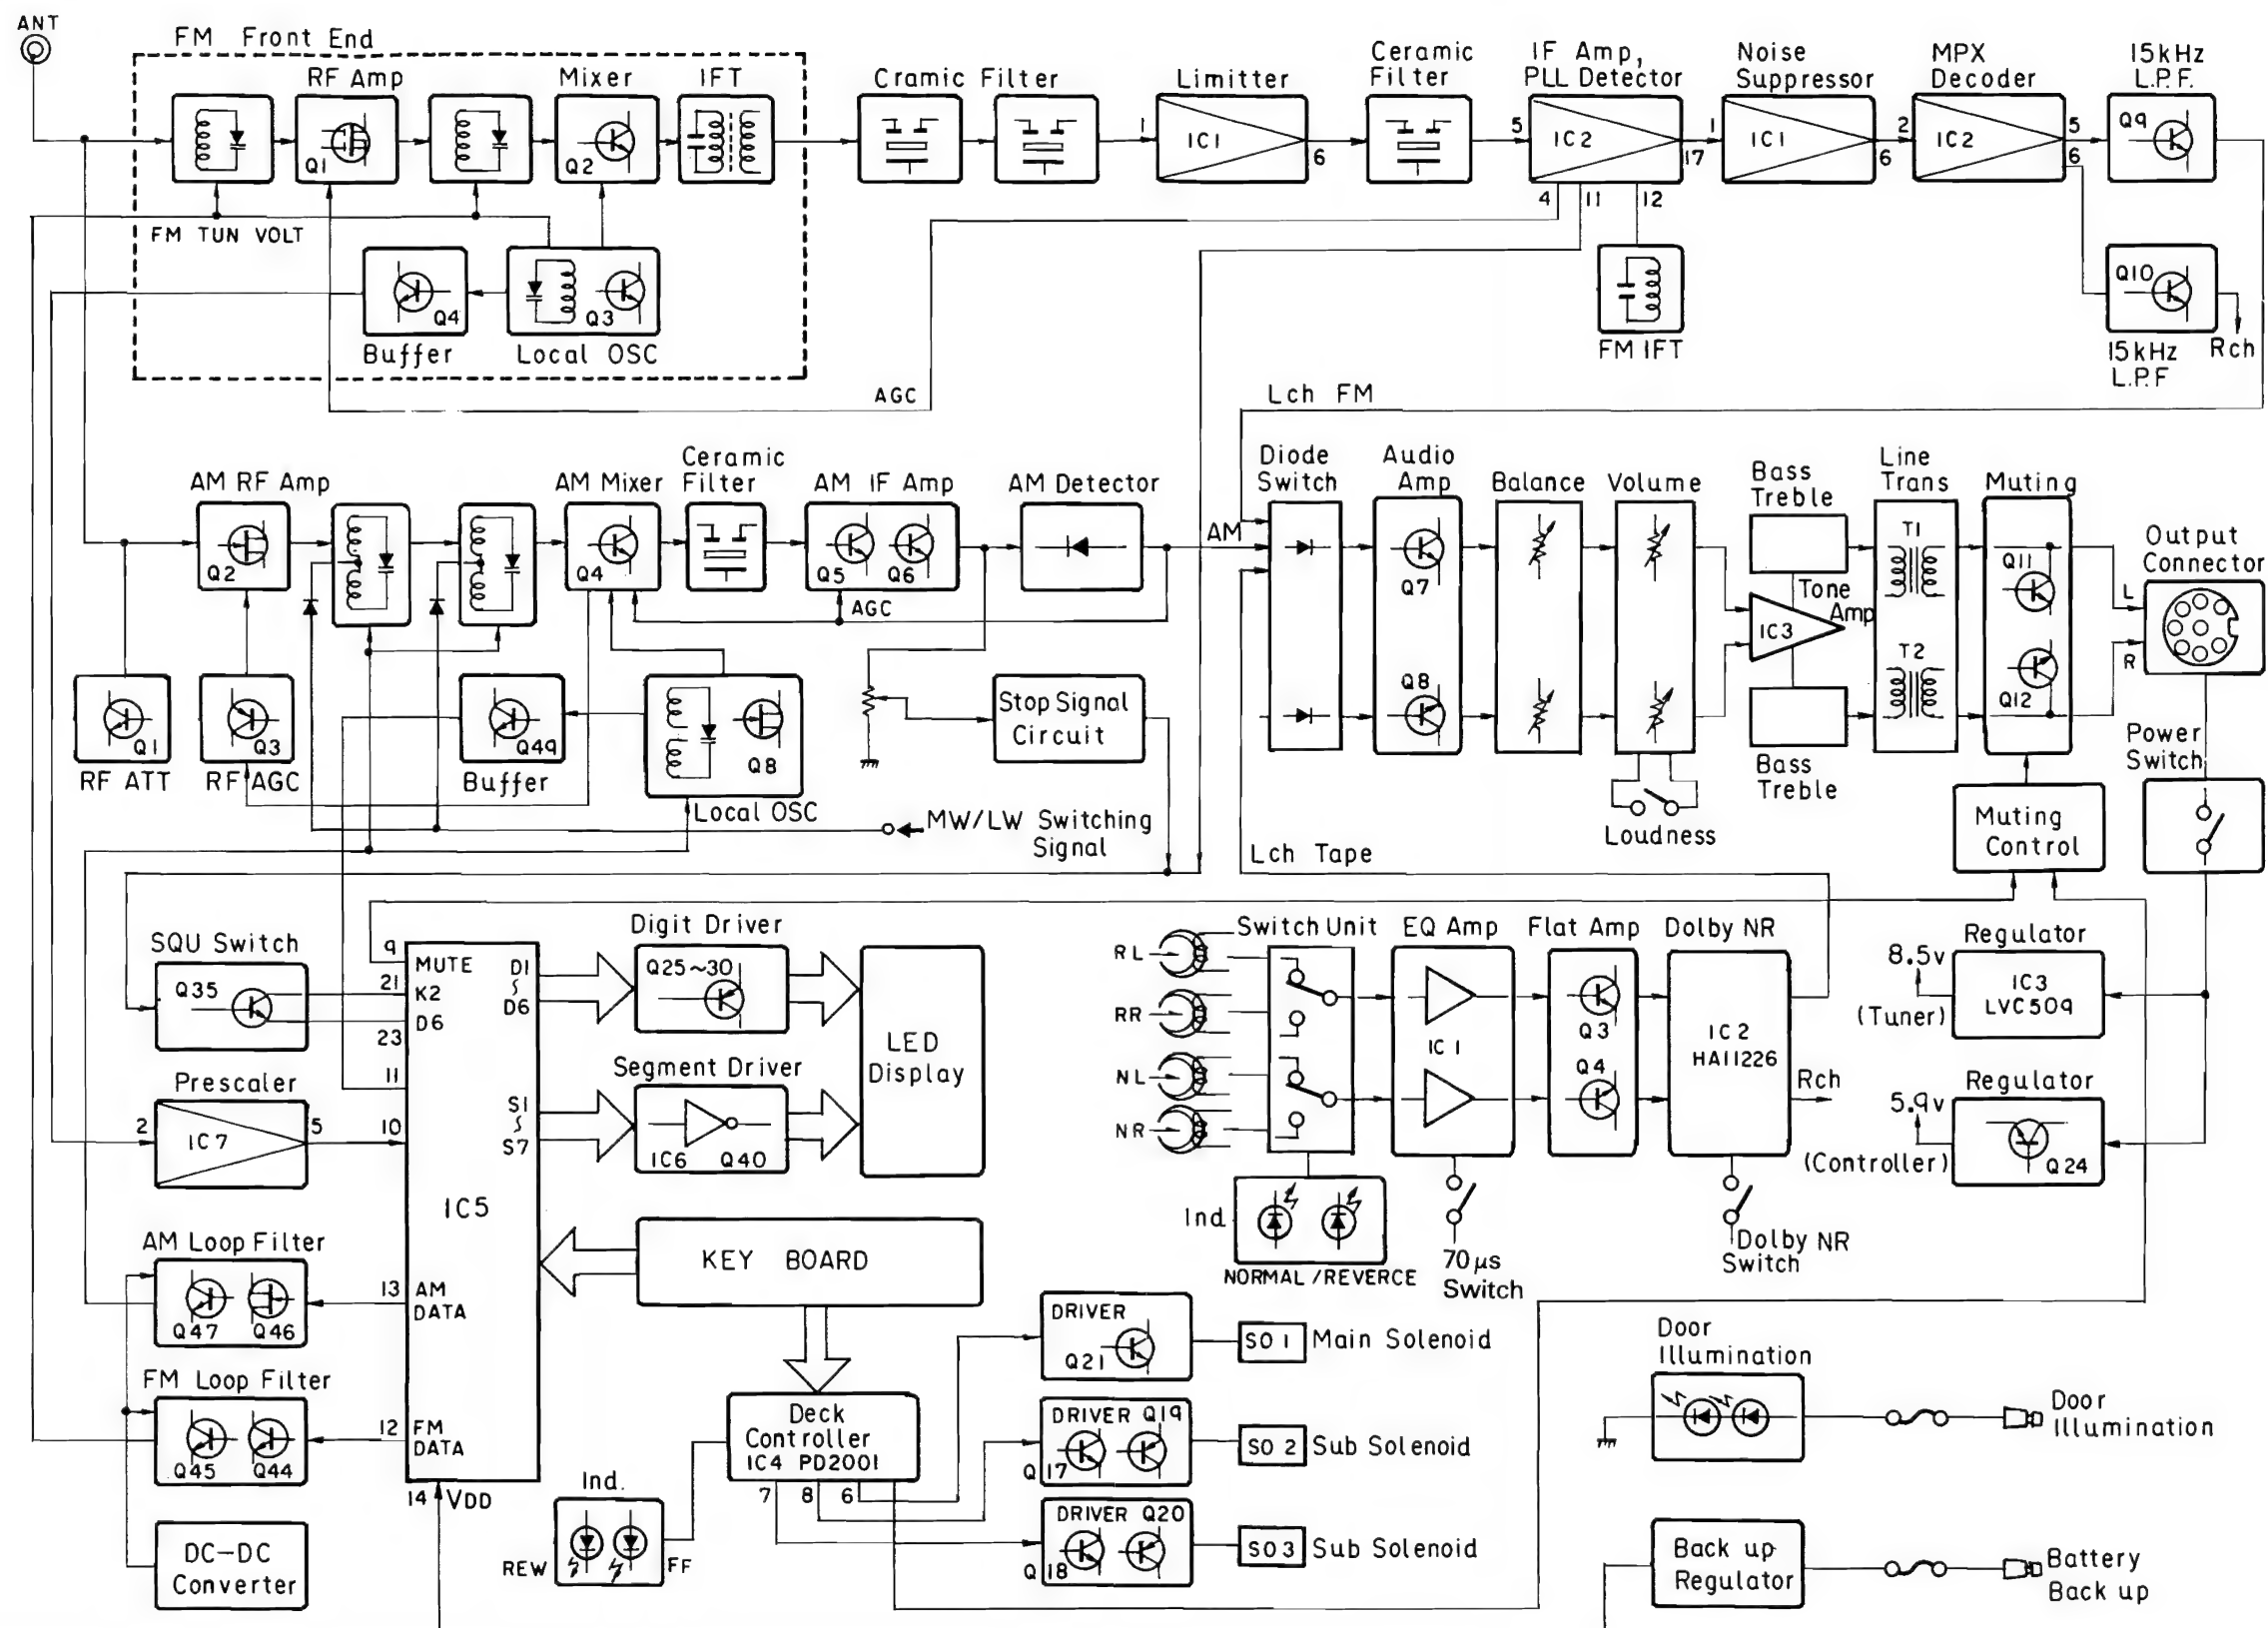 ANT
FM Front End
RF Amp
Mixer
IFT
Cramic Filter
Limitter
Ceramic
Filter
IF Amp,
PLL Detector
Noise
Suppressor
MPX
Decoder
15kHz
L.P.F.
Q1
Q2
1
IC1
6
5
IC2
17
4
11
12
1
IC1
6
2
IC2
5
6
Q9
FM TUN VOLT
Q4
Buffer
Q3
Local OSC
FM IFT
Q10
15kHz
L.P.F
Rch
AGC
Lch FM
AM RF Amp
AM Mixer
Ceramic
Filter
AM IF Amp
AM Detector
Diode
Switch
Audio
Amp
Balance
Volume
Bass
Treble
Line
Trans
Muting
Q2
Q4
Q5
Q6
AGC
AM
Q7
Q8
Tone
Amp
IC3
T1
T2
Q11
Q12
Output
Connector
L
R
Q1
RF ATT
Q3
RF AGC
Q49
Buffer
Q8
Local OSC
Stop Signal
Circuit
Loudness
Bass
Treble
Power
Switch
MW/LW Switching
Signal
Muting
Control
Lch Tape
SQU Switch
Q35
9
21
23
11
10
13
12
14 VDD
MUTE
K2
D6
D1
∫
D6
S1
∫
S7
IC5
AM
DATA
FM
DATA
Digit Driver
Q25~30
Segment Driver
IC6 Q40
LED
Display
Prescaler
2
IC7
5
AM Loop Filter
Q47 Q46
FM Loop Filter
Q45 Q44
DC-DC
Converter
KEY BOARD
Deck
Controller
IC4 PD2001
7
8
6
Ind.
REW
FF
RL
RR
NL
NR
Switch Unit
EQ Amp
Flat Amp
Dolby NR
IC1
Q3
Q4
IC2
HA11226
Rch
Ind.
NORMAL/REVERCE
70μs
Switch
Dolby NR
Switch
Regulator
8.5v
(Tuner)
IC3
LVC509
Regulator
5.9v
(Controller)
Q24
DRIVER
Q21
SO 1
Main Solenoid
DRIVER Q19
Q17
SO 2
Sub Solenoid
DRIVER Q20
Q18
SO3
Sub Solenoid
Door
Illumination
Door
Illumination
Back up
Regulator
Battery
Back up